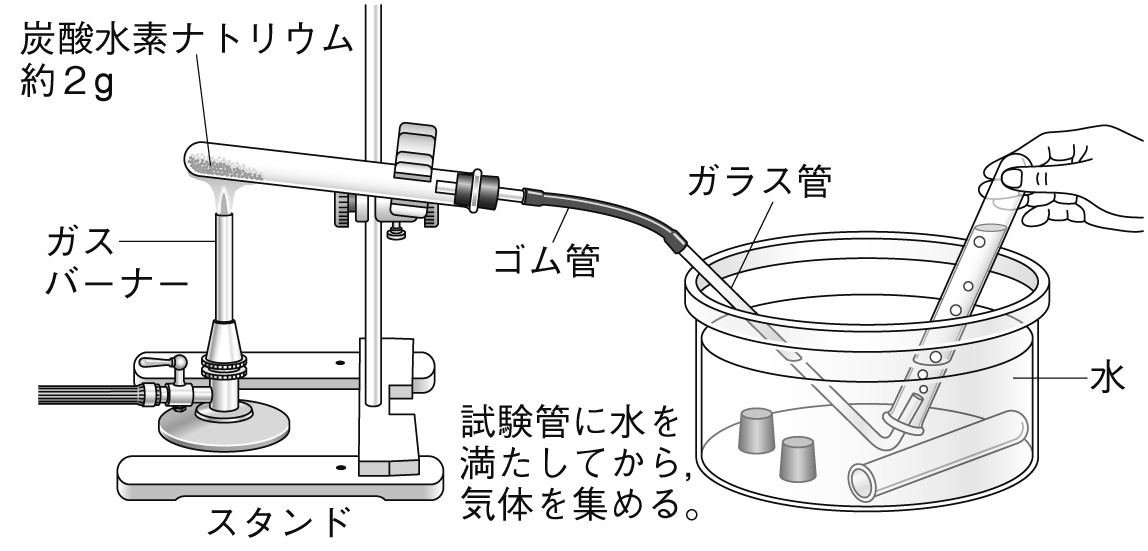 炭酸水素ナトリウム
約２g
ガラス管
ガス
バーナー
ゴム管
水
試験管に水を
満たしてから,
気体を集める。
スタンド